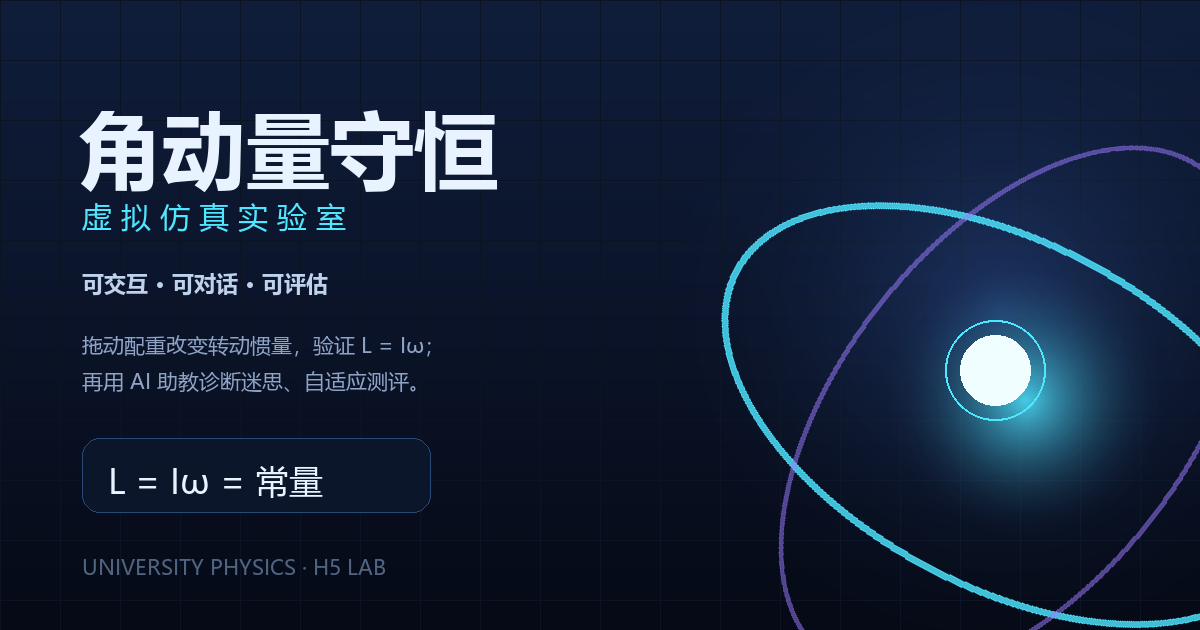 角动量守恒
虚拟仿真实验室
可交互 · 可对话 · 可评估
拖动配重改变转动惯量，验证 L = Iω；
再用 AI 助教诊断迷思、自适应测评。
L = Iω = 常量
UNIVERSITY PHYSICS · H5 LAB